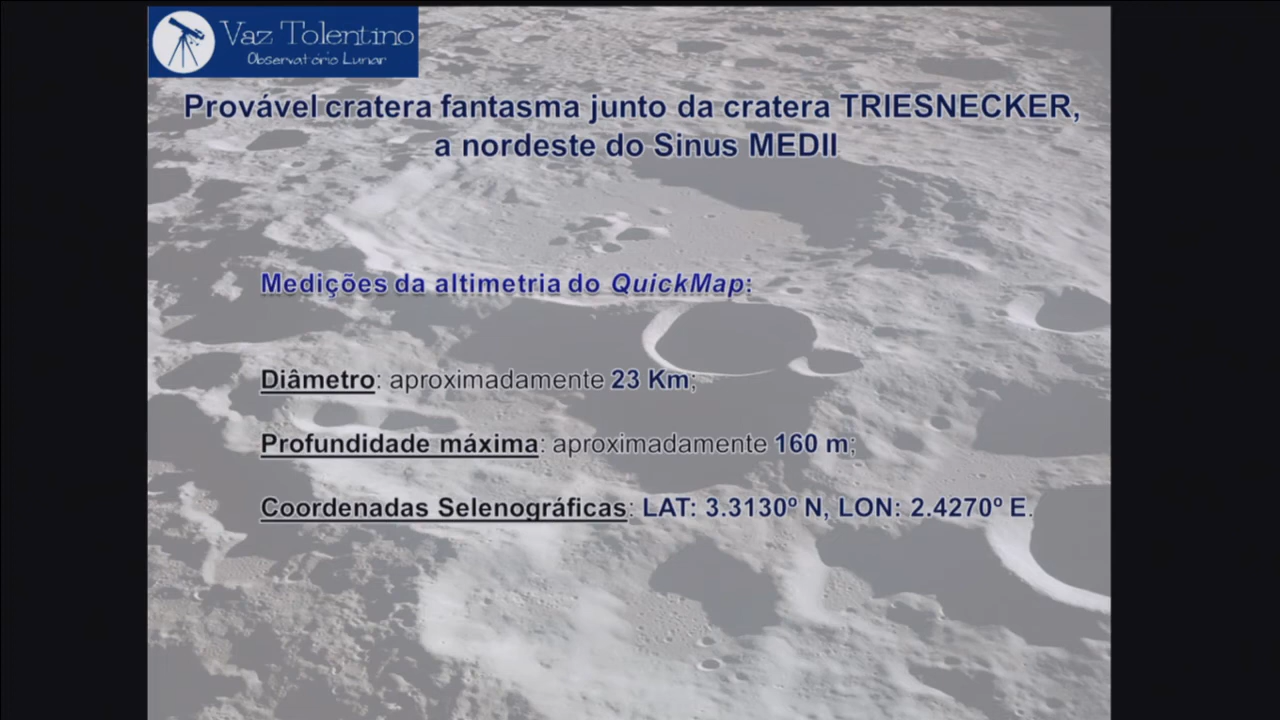 Vaz Tolentino
Observatório Lunar
Provável cratera fantasma junto da cratera TRIESNECKER,
a nordeste do Sinus MEDII
Medições da altimetria do QuickMap:
Diâmetro: aproximadamente 23 Km;
Profundidade máxima: aproximadamente 160 m;
Coordenadas Selenográficas: LAT: 3.3130º N, LON: 2.4270º E.